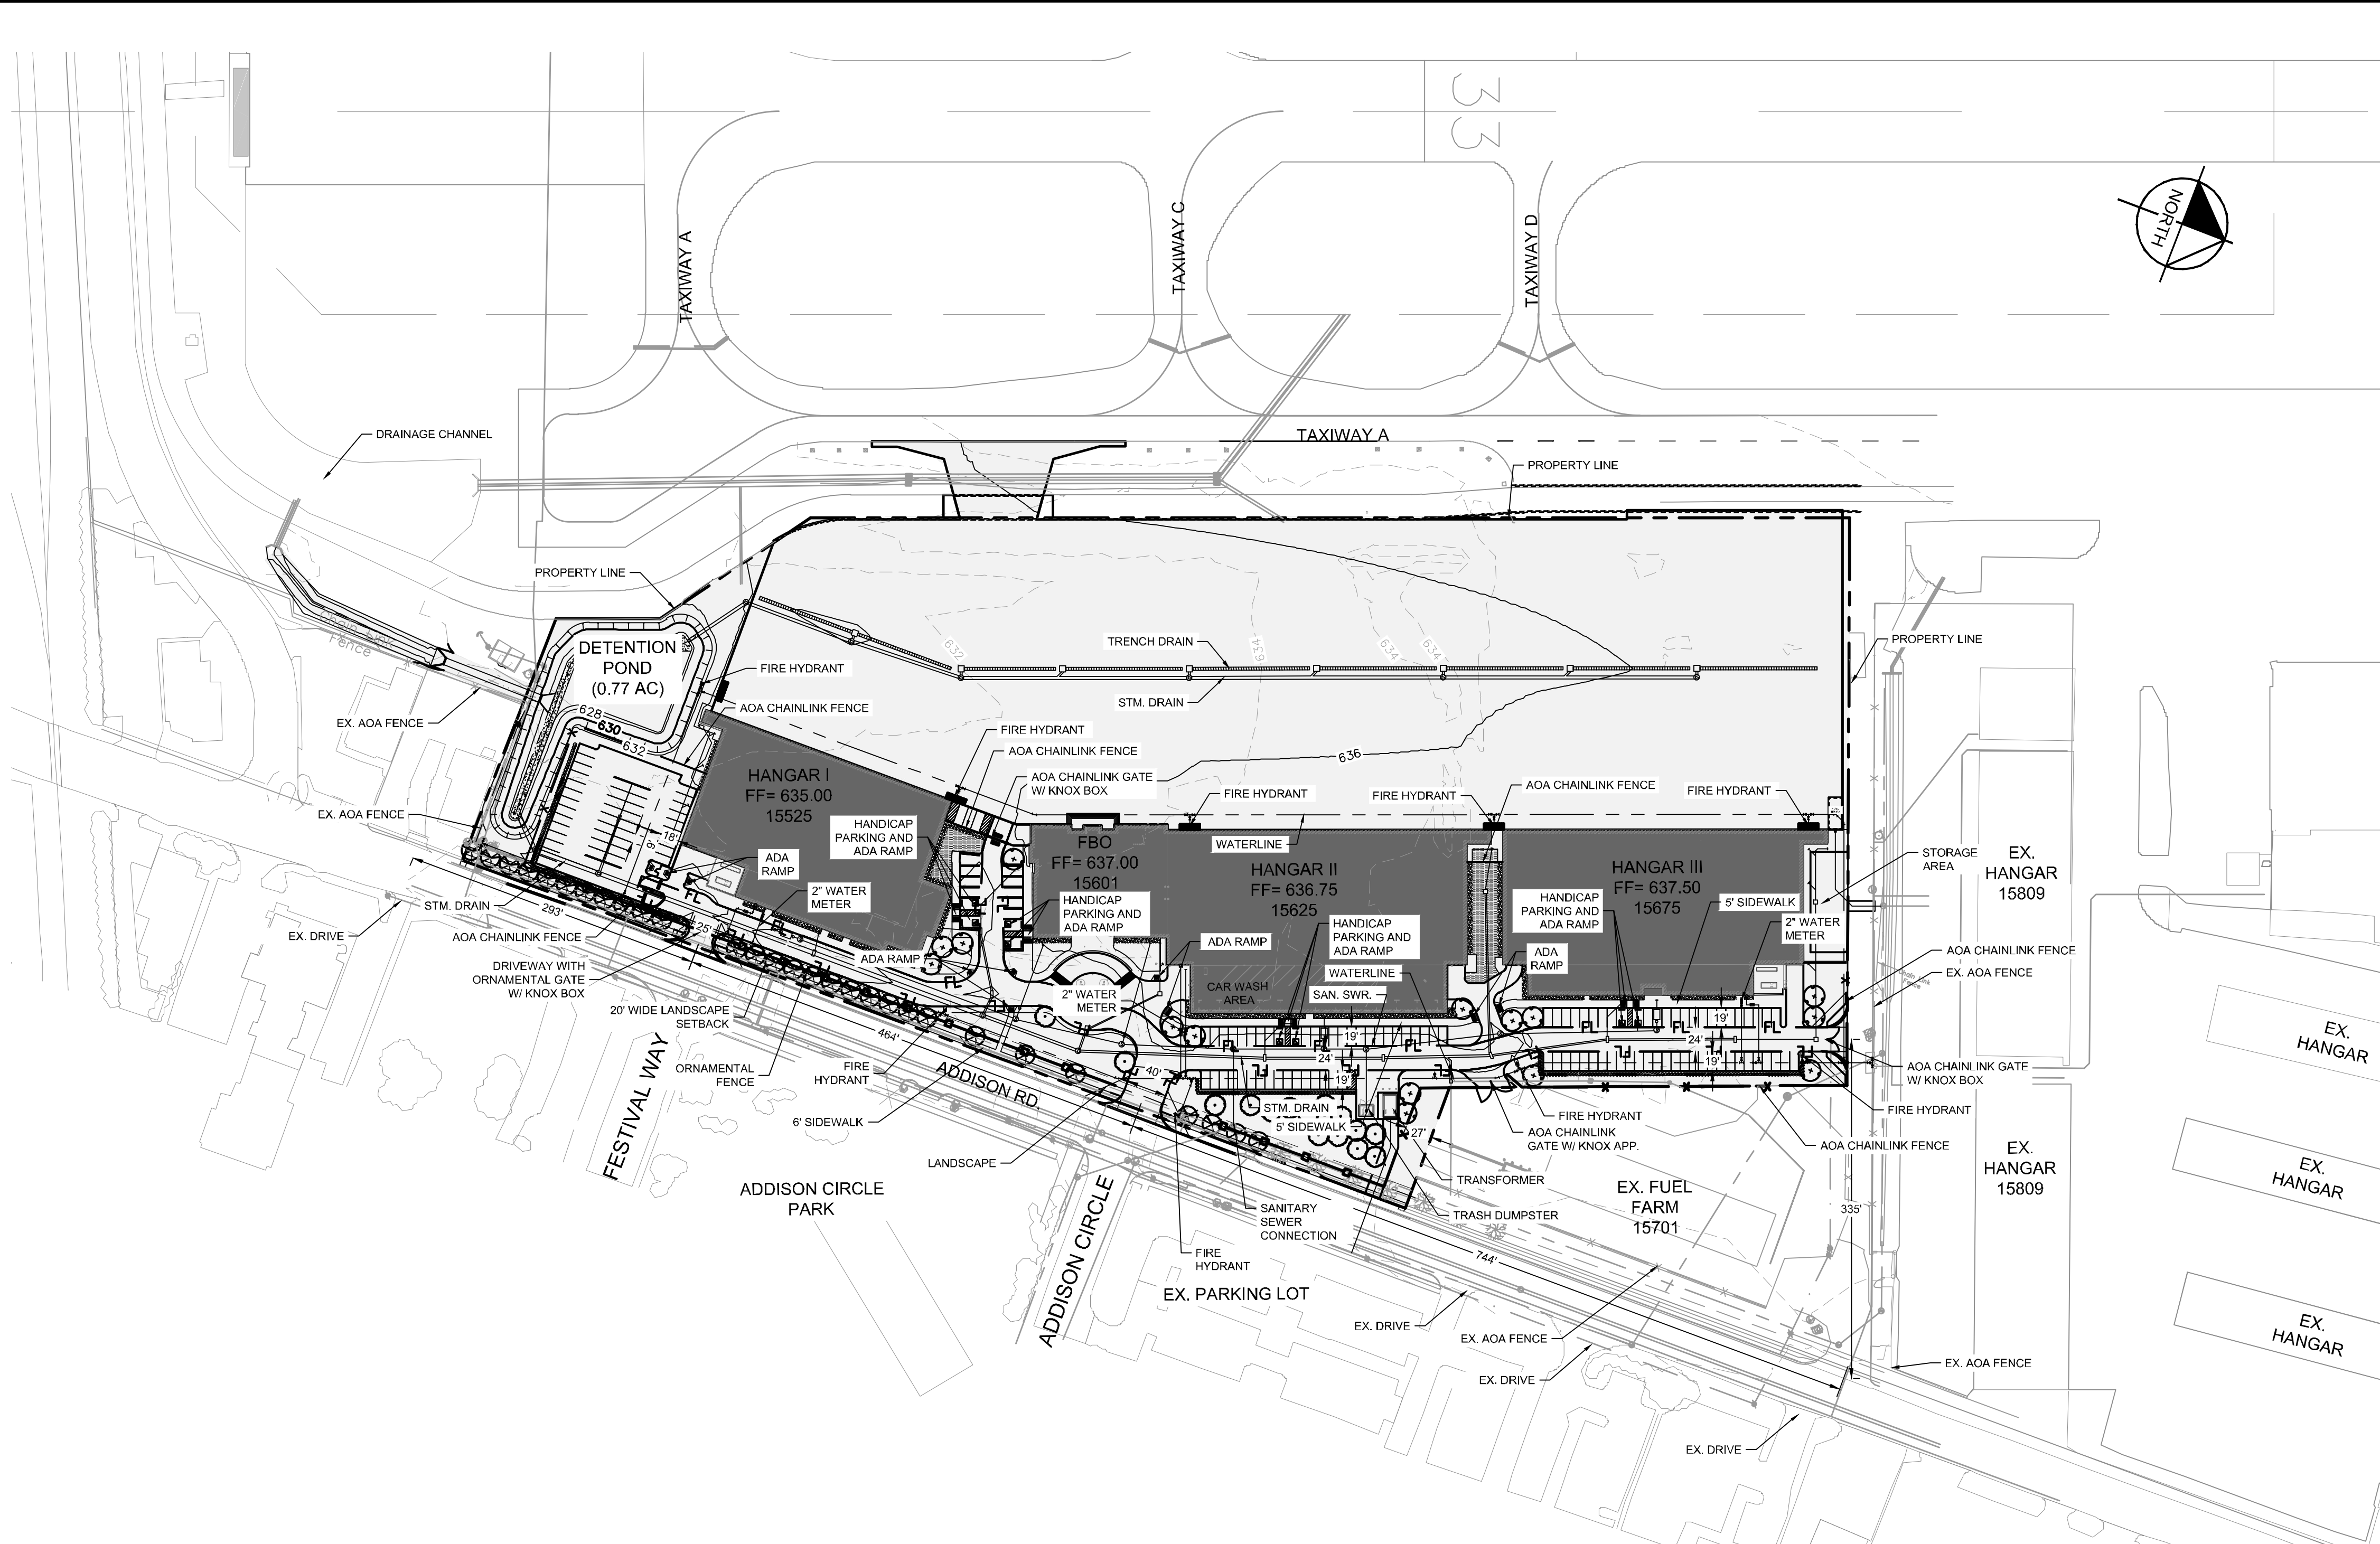 33
NORTH
TAXIWAY A
TAXIWAY C
TAXIWAY D
DRAINAGE CHANNEL
TAXIWAY A
PROPERTY LINE
PROPERTY LINE
Chain Link
Fence
DETENTION
POND
(0.77 AC)
632
634
634
634
TRENCH DRAIN
PROPERTY LINE
FIRE HYDRANT
STM. DRAIN
AOA CHAINLINK FENCE
EX. AOA FENCE
628
630
632
FIRE HYDRANT
AOA CHAINLINK FENCE
636
HANGAR I
FF= 635.00
15525
AOA CHAINLINK GATE
W/ KNOX BOX
FIRE HYDRANT
FIRE HYDRANT
AOA CHAINLINK FENCE
FIRE HYDRANT
EX. AOA FENCE
18'
9'
HANDICAP
PARKING AND
ADA RAMP
FBO
FF= 637.00
15601
WATERLINE
HANGAR II
FF= 636.75
15625
HANGAR III
FF= 637.50
15675
STORAGE
AREA
EX.
HANGAR
15809
ADA
RAMP
2" WATER
METER
HANDICAP
PARKING AND
ADA RAMP
HANDICAP
PARKING AND
ADA RAMP
HANDICAP
PARKING AND
ADA RAMP
5' SIDEWALK
2" WATER
METER
STM. DRAIN
293'
25'
EX. DRIVE
AOA CHAINLINK FENCE
ADA RAMP
ADA RAMP
ADA
RAMP
AOA CHAINLINK FENCE
EX. AOA FENCE
Chain Link
Fence
DRIVEWAY WITH
ORNAMENTAL GATE
W/ KNOX BOX
2" WATER
METER
CAR WASH
AREA
WATERLINE
SAN. SWR.
20' WIDE LANDSCAPE
SETBACK
464'
19'
24'
19'
19'
24'
19'
EX.
HANGAR
FESTIVAL WAY
ORNAMENTAL
FENCE
FIRE
HYDRANT
ADDISON RD.
40'
AOA CHAINLINK GATE
W/ KNOX BOX
FIRE HYDRANT
6' SIDEWALK
STM. DRAIN
5' SIDEWALK
27'
FIRE HYDRANT
AOA CHAINLINK
GATE W/ KNOX APP.
AOA CHAINLINK FENCE
LANDSCAPE
ADDISON CIRCLE
PARK
ADDISON CIRCLE
TRANSFORMER
TRASH DUMPSTER
SANITARY
SEWER
CONNECTION
FIRE
HYDRANT
EX. FUEL
FARM
15701
335'
EX.
HANGAR
15809
EX.
HANGAR
744'
EX. PARKING LOT
EX. DRIVE
EX. AOA FENCE
EX. DRIVE
EX. AOA FENCE
EX.
HANGAR
EX. DRIVE